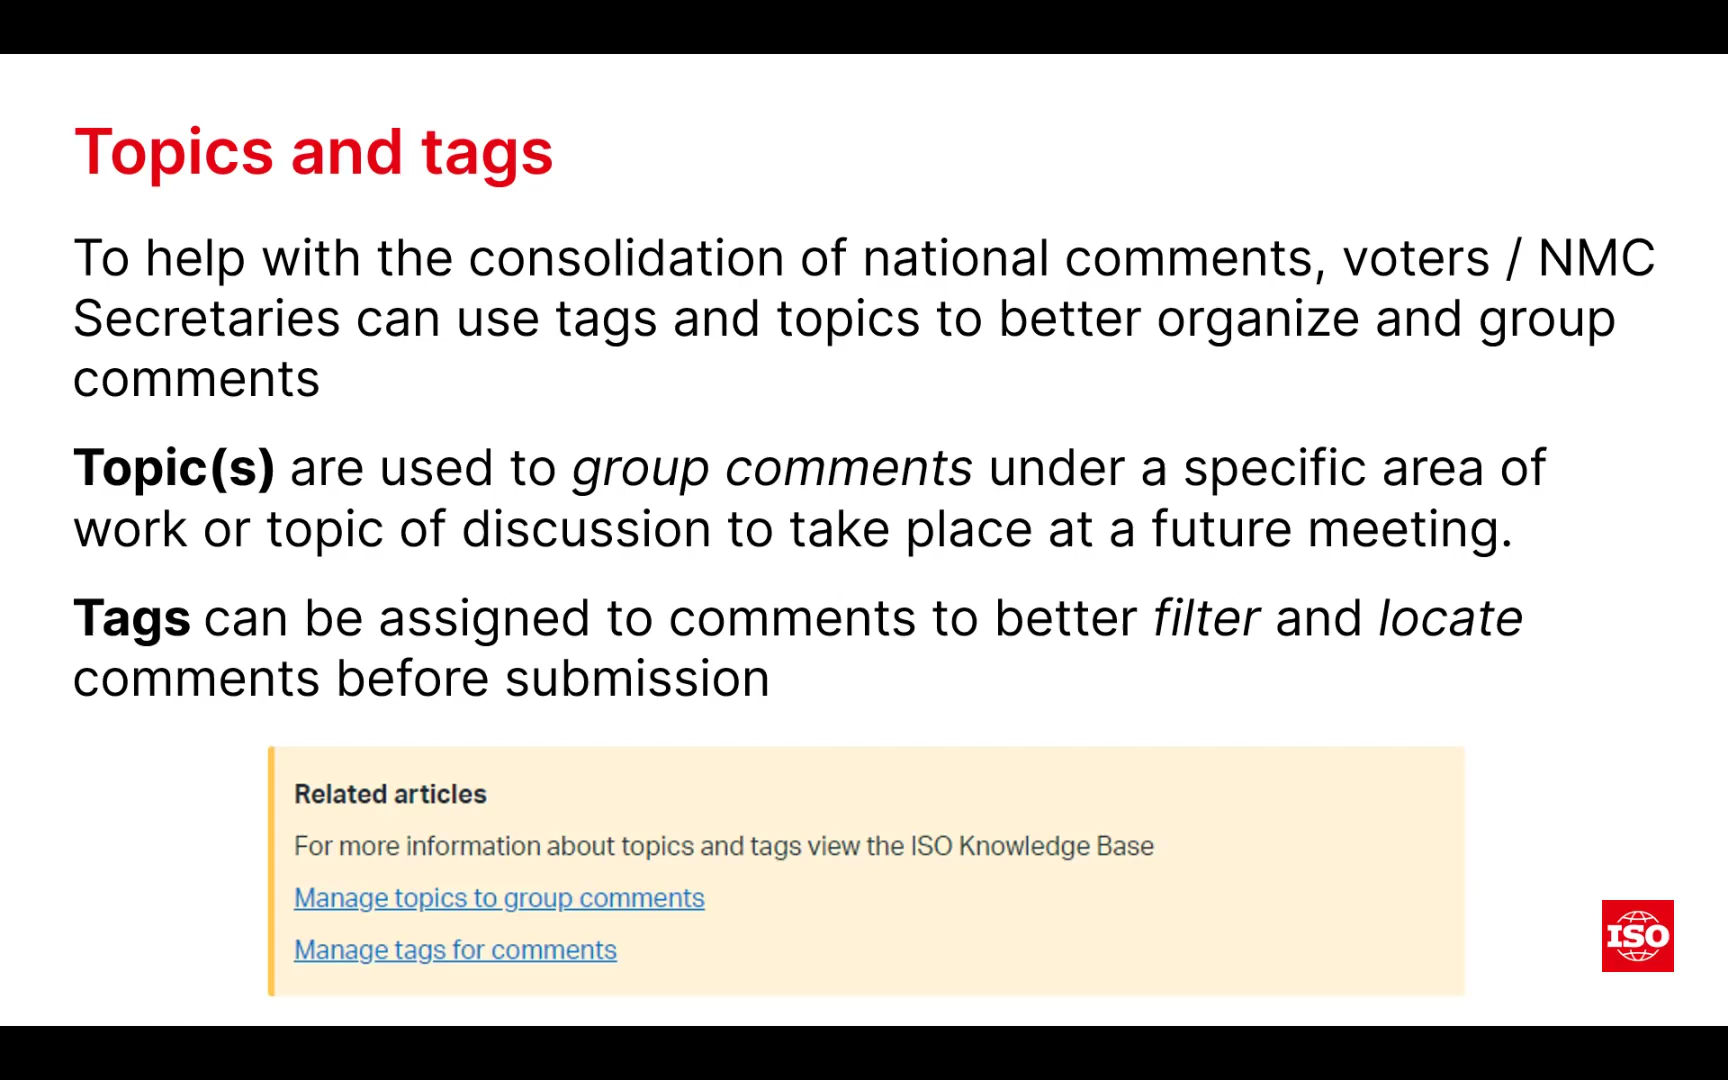 Topics and tags
To help with the consolidation of national comments, voters / NMC
Secretaries can use tags and topics to better organize and group
comments
Topic(s) are used to group comments under a specific area of
work or topic of discussion to take place at a future meeting.
Tags can be assigned to comments to better filter and locate
comments before submission
Related articles
For more information about topics and tags view the ISO Knowledge Base
Manage topics to group comments
Manage tags for comments
ISO